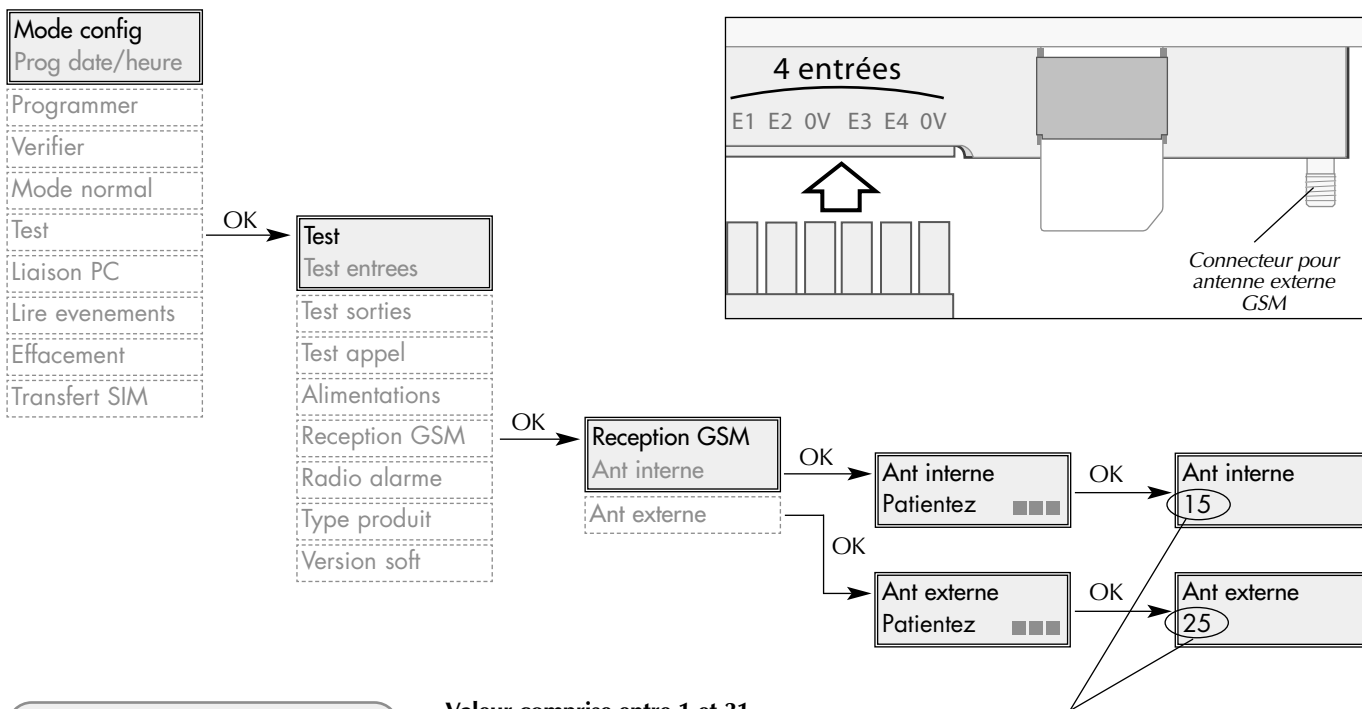 Mode config
Prog date/heure
Programmer
Verifier
Mode normal
Test
Liaison PC
Lire evenements
Effacement
Transfert SIM
OK
Test
Test entrees
Test sorties
Test appel
Alimentations
Reception GSM
Radio alarme
Type produit
Version soft
OK
Reception GSM
Ant interne
Ant externe
OK
Ant interne
Patientez
OK
Ant interne
15
OK
Ant externe
Patientez
OK
Ant externe
25
4 entrées
E1 E2 0V E3 E4 0V
Connecteur pour
antenne externe
GSM
Valeur comprise entre 1 et 31